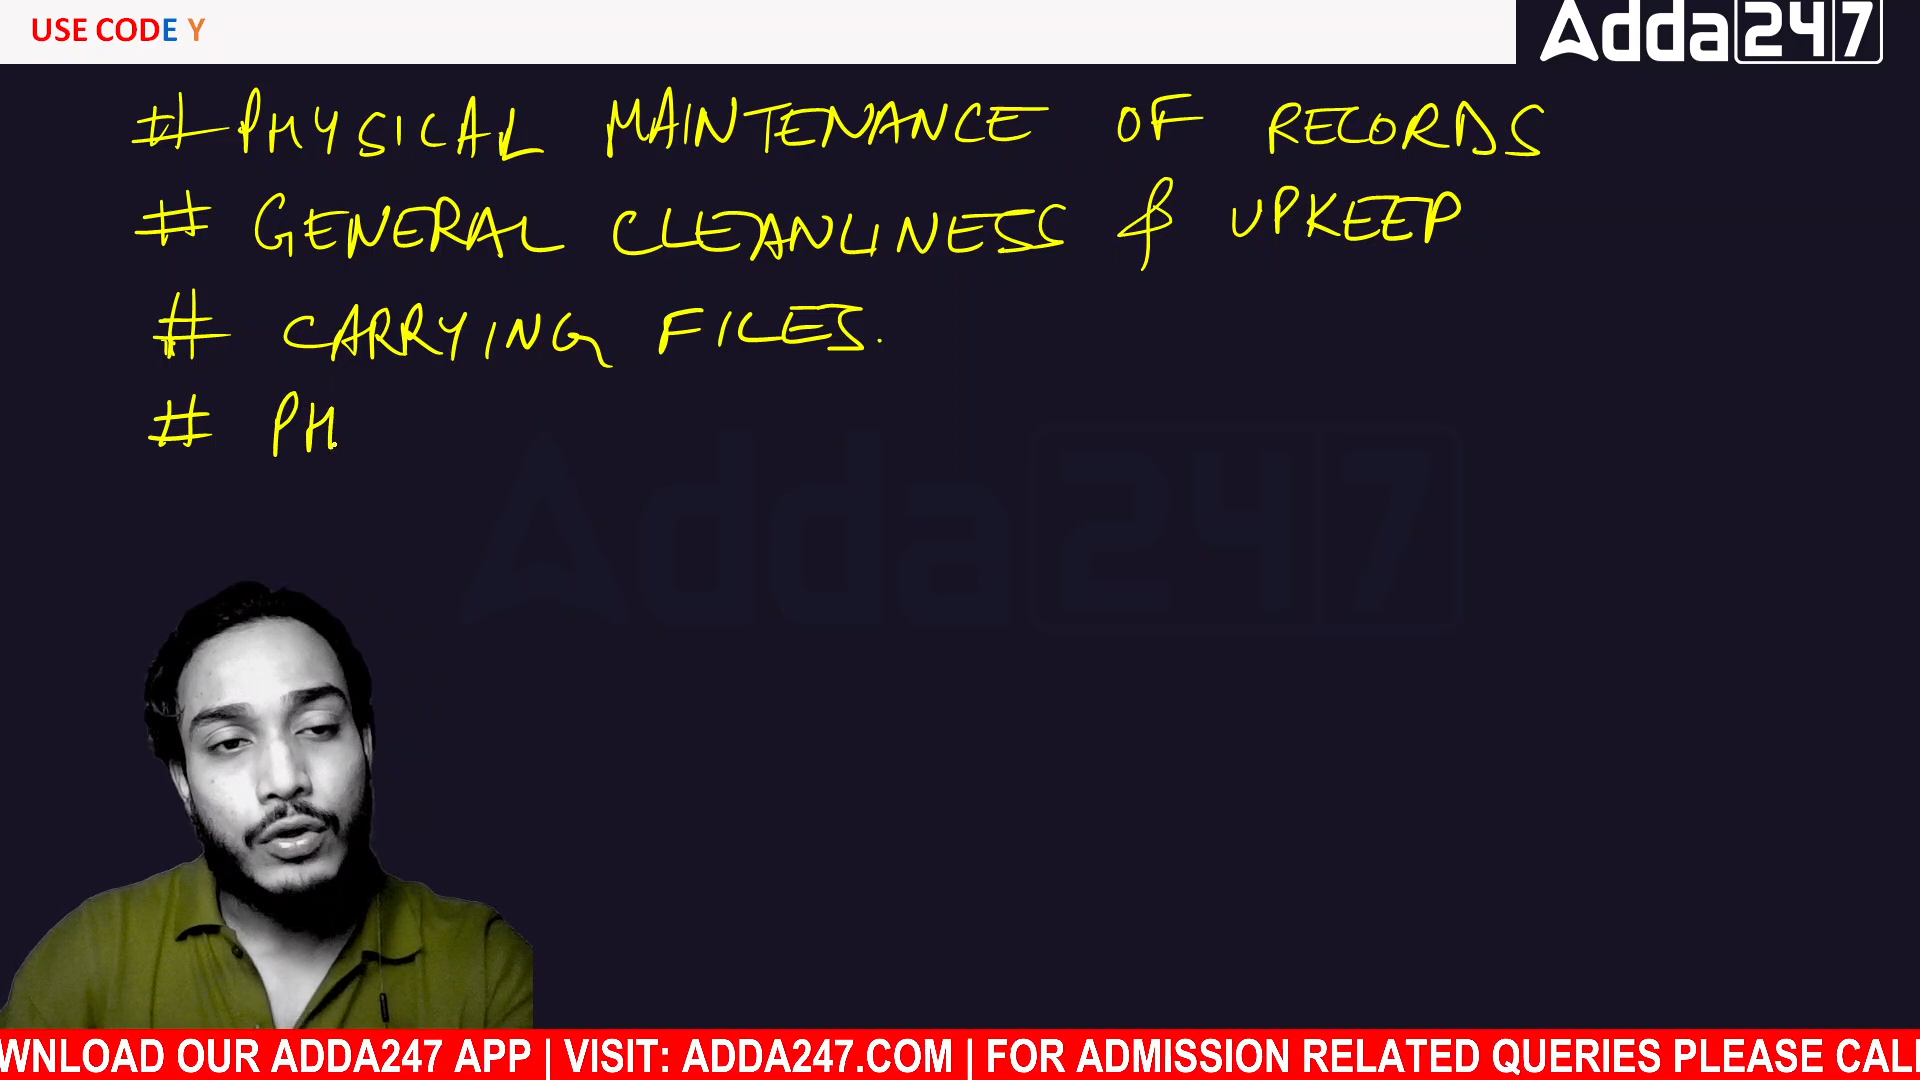 USE CODE Y
Adda247
# PHYSICAL MAINTENANCE OF RECORDS
# GENERAL CLEANLINESS & UPKEEP
# CARRYING FILES.
# PH
Adda247
WNLOAD OUR ADDA247 APP | VISIT: ADDA247.COM | FOR ADMISSION RELATED QUERIES PLEASE CALL